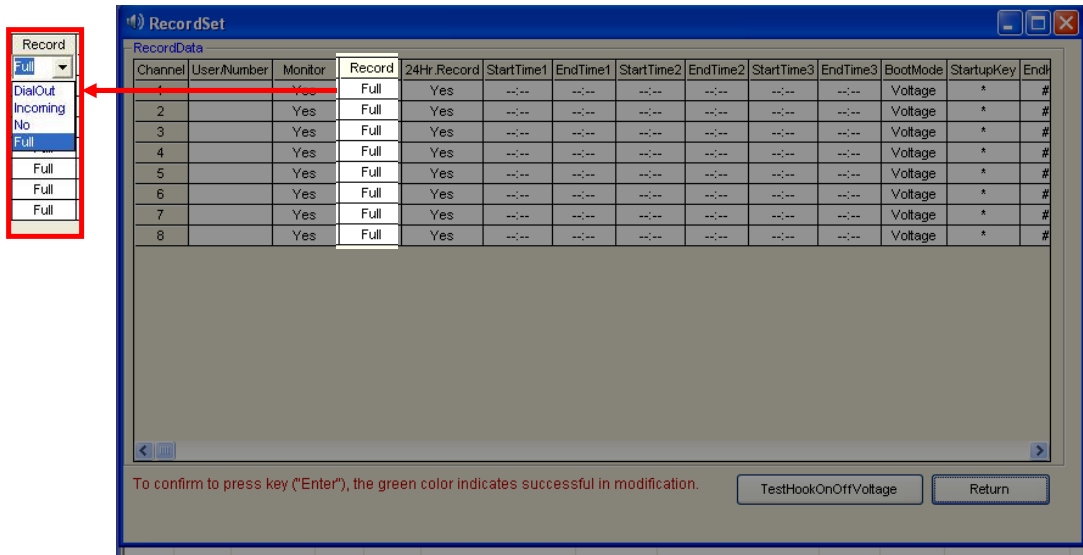 Record
Full
DialOut
Incoming
No
Full
Full
Full
Full
RecordSet
RecordData
Channel User/Number Monitor Record 24Hr.Record StartTime1 EndTime1 StartTime2 EndTime2 StartTime3 EndTime3 BootMode StartupKey
1 Yes Full Yes --:-- --:-- --:-- --:-- --:-- --:-- Voltage * #
2 Yes Full Yes --:-- --:-- --:-- --:-- --:-- --:-- Voltage * #
3 Yes Full Yes --:-- --:-- --:-- --:-- --:-- --:-- Voltage * #
4 Yes Full Yes --:-- --:-- --:-- --:-- --:-- --:-- Voltage * #
5 Yes Full Yes --:-- --:-- --:-- --:-- --:-- --:-- Voltage * #
6 Yes Full Yes --:-- --:-- --:-- --:-- --:-- --:-- Voltage * #
7 Yes Full Yes --:-- --:-- --:-- --:-- --:-- --:-- Voltage * #
8 Yes Full Yes --:-- --:-- --:-- --:-- --:-- --:-- Voltage * #
To confirm to press key ("Enter"), the green color indicates successful in modification.
TestHookOnOffVoltage Return